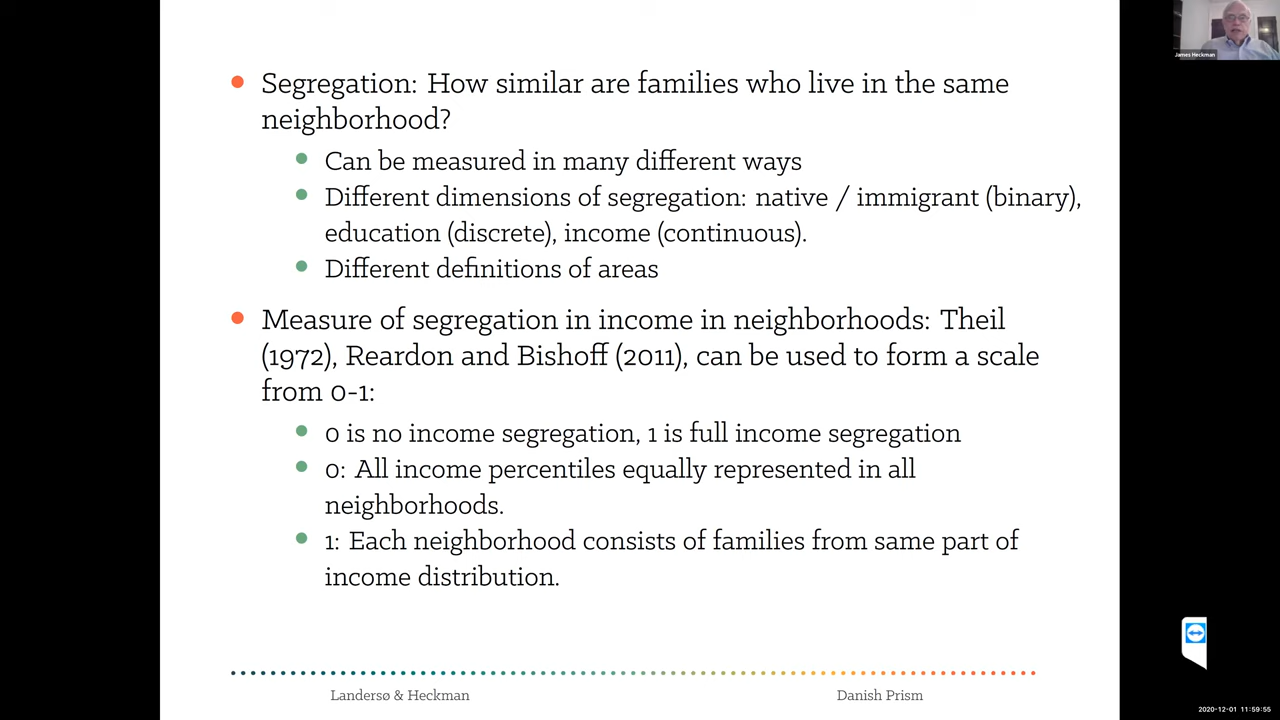 James Heckman
Segregation: How similar are families who live in the same
neighborhood?
Can be measured in many different ways
Different dimensions of segregation: native / immigrant (binary),
education (discrete), income (continuous).
Different definitions of areas
Measure of segregation in income in neighborhoods: Theil
(1972), Reardon and Bishoff (2011), can be used to form a scale
from 0-1:
0 is no income segregation, 1 is full income segregation
0: All income percentiles equally represented in all
neighborhoods.
1: Each neighborhood consists of families from same part of
income distribution.
Landersø & Heckman
Danish Prism
2020-12-01 11:59:55